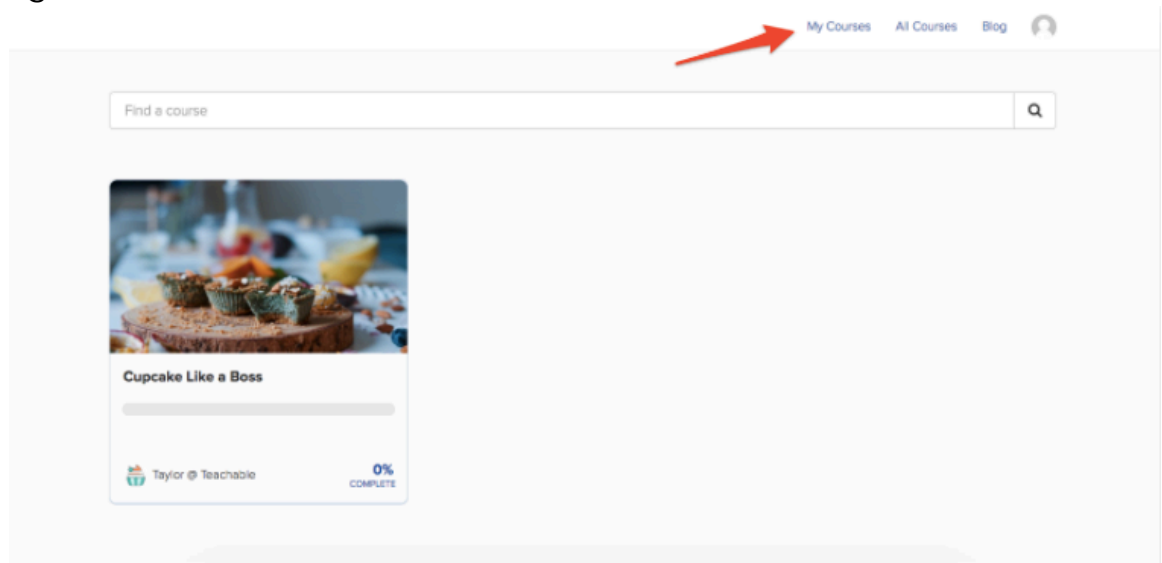 My Courses All Courses Blog
Find a course
Cupcake Like a Boss
Taylor @ Teachable
0%
COMPLETE